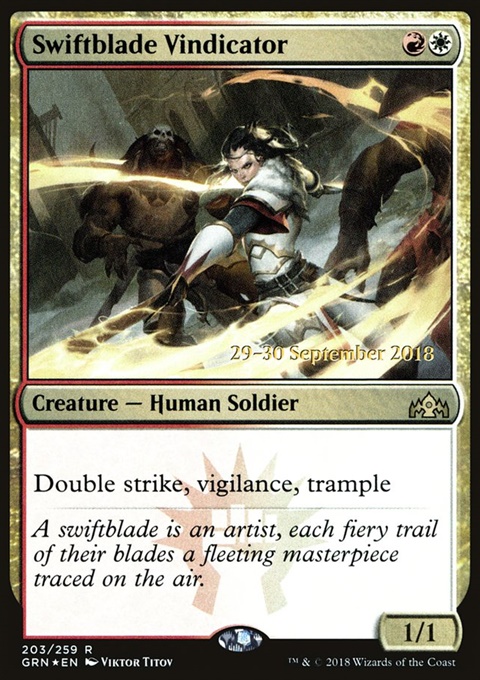 Swiftblade Vindicator
29–30 September 2018
Creature — Human Soldier
Double strike, vigilance, trample
A swiftblade is an artist, each fiery trail
of their blades a fleeting masterpiece
traced on the air.
1/1
203/259 R
GRN★EN Viktor Titov
™ & © 2018 Wizards of the Coast